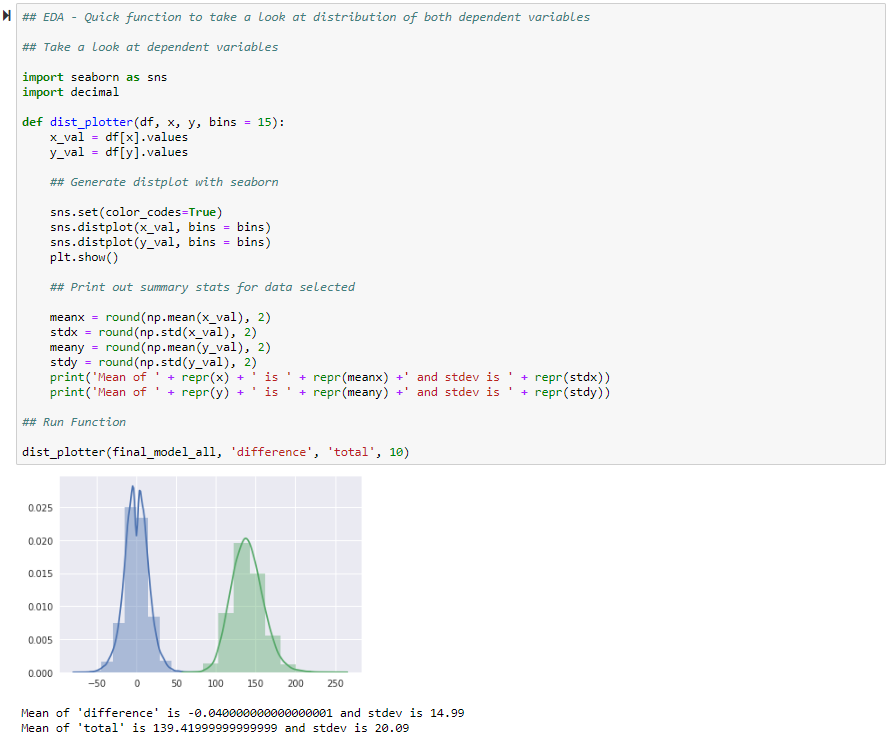 ## EDA - Quick function to take a look at distribution of both dependent variables
## Take a look at dependent variables
import seaborn as sns
import decimal
def dist_plotter(df, x, y, bins = 15):
    x_val = df[x].values
    y_val = df[y].values
    ## Generate distplot with seaborn
    sns.set(color_codes=True)
    sns.distplot(x_val, bins = bins)
    sns.distplot(y_val, bins = bins)
    plt.show()
    ## Print out summary stats for data selected
    meanx = round(np.mean(x_val), 2)
    stdx = round(np.std(x_val), 2)
    meany = round(np.mean(y_val), 2)
    stdy = round(np.std(y_val), 2)
    print('Mean of ' + repr(x) + ' is ' + repr(meanx) +' and stdev is ' + repr(stdx))
    print('Mean of ' + repr(y) + ' is ' + repr(meany) +' and stdev is ' + repr(stdy))
## Run Function
dist_plotter(final_model_all, 'difference', 'total', 10)
0.025
0.020
0.015
0.010
0.005
0.000
−50 0 50 100 150 200 250
Mean of 'difference' is -0.040000000000000001 and stdev is 14.99
Mean of 'total' is 139.41999999999999 and stdev is 20.09